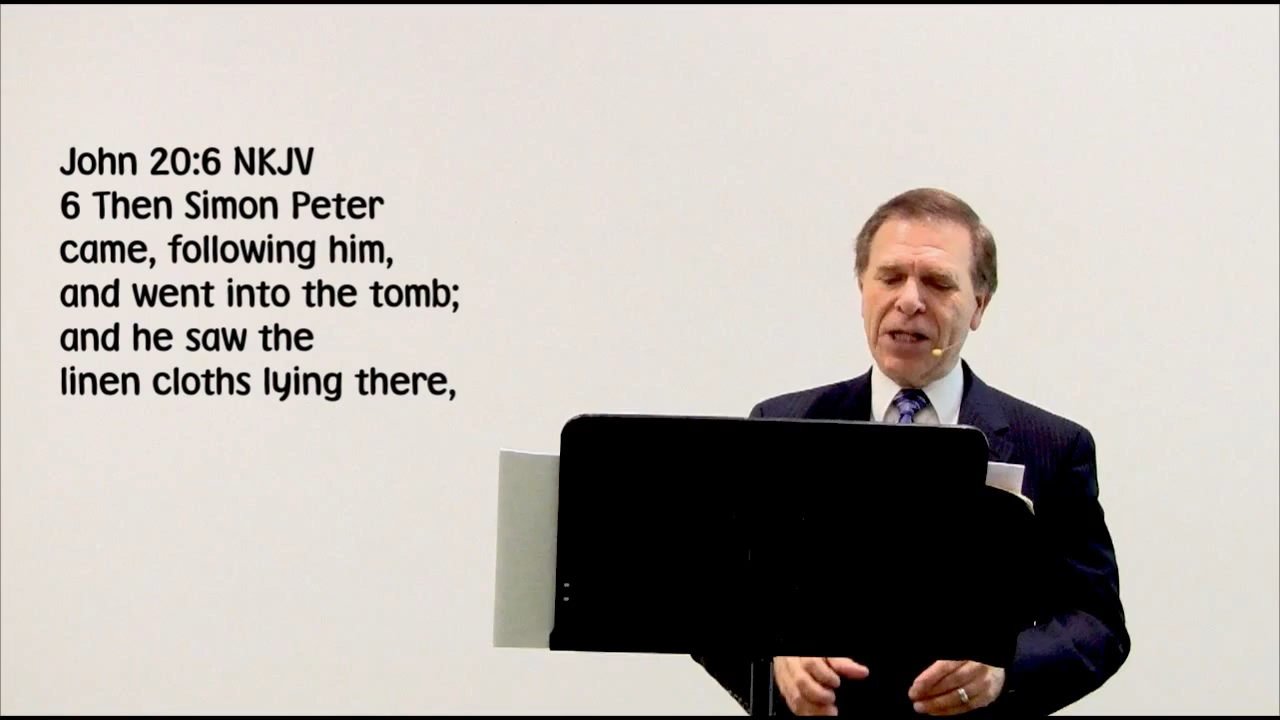 John 20:6 NKJV
6 Then Simon Peter
came, following him,
and went into the tomb;
and he saw the
linen cloths lying there,